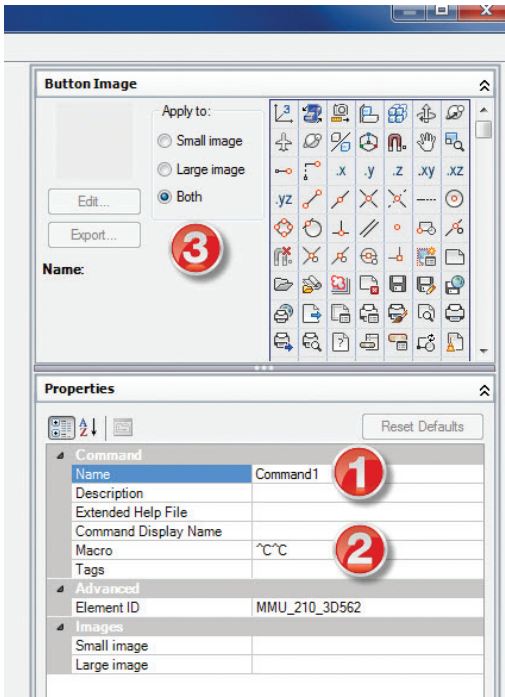 Button Image
Apply to:
Small image
Large image
Both
Edit...
Export...
Name:
3
3
.x .y .z .xy .xz
.yz
?
Properties
A
Z
Reset Defaults
Command
Name Command1
1
Description
Extended Help File
Command Display Name
Macro ^C^C
2
Tags
Advanced
Element ID MMU_210_3D562
Images
Small image
Large image